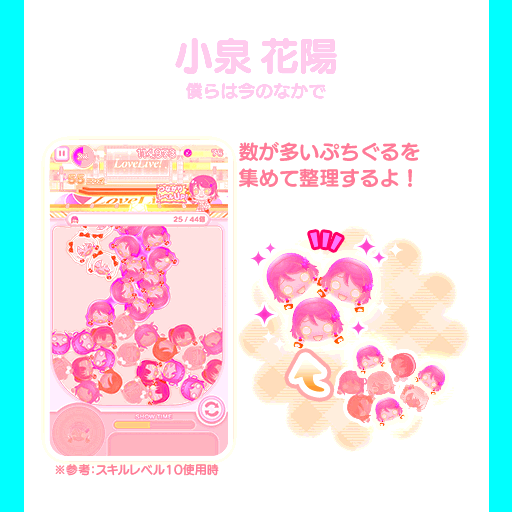 小泉 花陽
僕らは今のなかで
数が多いぷちぐるを
集めて整理するよ！
LoveLive!
25 / 44個
SHOW TIME
※参考：スキルレベル10使用時